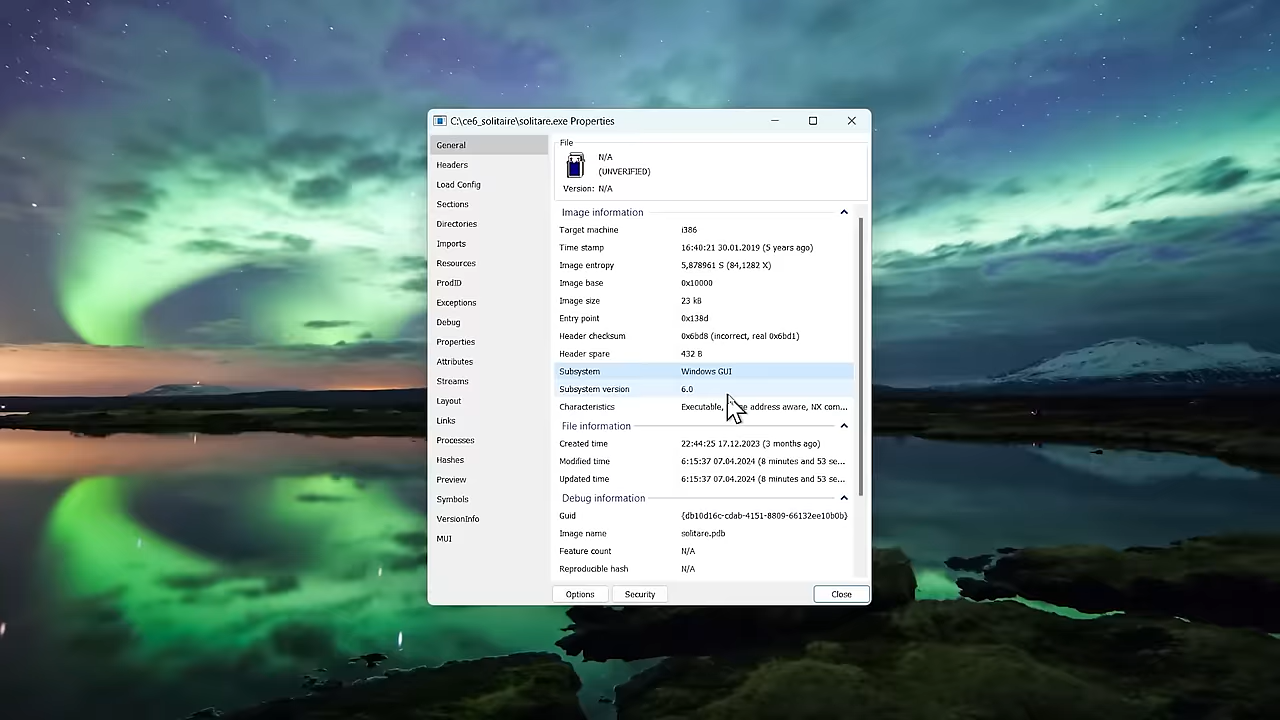 C:\ce6_solitaire\solitare.exe Properties
General
Headers
Load Config
Sections
Directories
Imports
Resources
ProdID
Exceptions
Debug
Properties
Attributes
Streams
Layout
Links
Processes
Hashes
Preview
Symbols
VersionInfo
MUI
File
N/A
(UNVERIFIED)
Version: N/A
Image information
Target machine i386
Time stamp 16:40:21 30.01.2019 (5 years ago)
Image entropy 5,878961 S (84,1282 X)
Image base 0x10000
Image size 23 kB
Entry point 0x138d
Header checksum 0x6bd8 (incorrect, real 0x6bd1)
Header spare 432 B
Subsystem Windows GUI
Subsystem version 6.0
Characteristics Executable, address aware, NX com...
File information
Created time 22:44:25 17.12.2023 (3 months ago)
Modified time 6:15:37 07.04.2024 (8 minutes and 53 se...
Updated time 6:15:37 07.04.2024 (8 minutes and 53 se...
Debug information
Guid {db10d16c-cdab-4151-8809-66132ee10b0b}
Image name solitare.pdb
Feature count N/A
Reproducible hash N/A
Options Security Close